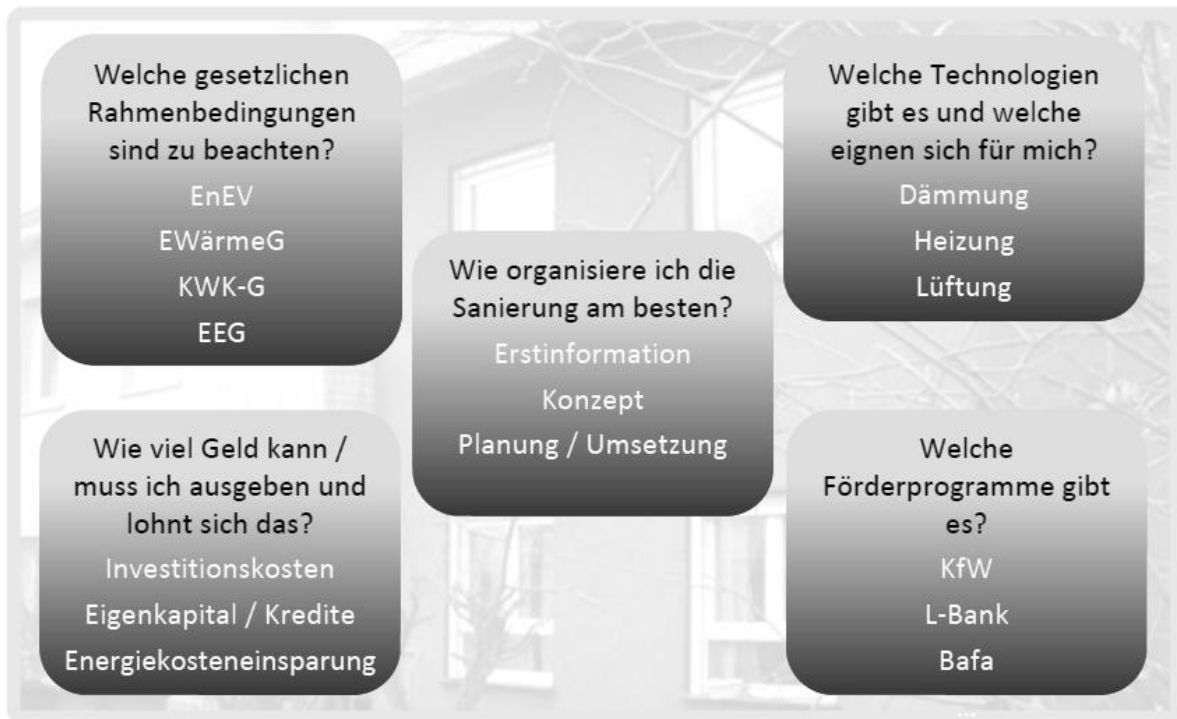 Welche gesetzlichen
Rahmenbedingungen
sind zu beachten?
EnEV
EWärmeG
KWK-G
EEG
Welche Technologien
gibt es und welche
eignen sich für mich?
Dämmung
Heizung
Lüftung
Wie organisiere ich die
Sanierung am besten?
Erstinformation
Konzept
Planung / Umsetzung
Wie viel Geld kann /
muss ich ausgeben und
lohnt sich das?
Investitionskosten
Eigenkapital / Kredite
Energiekosteneinsparung
Welche
Förderprogramme gibt
es?
KfW
L-Bank
Bafa
...